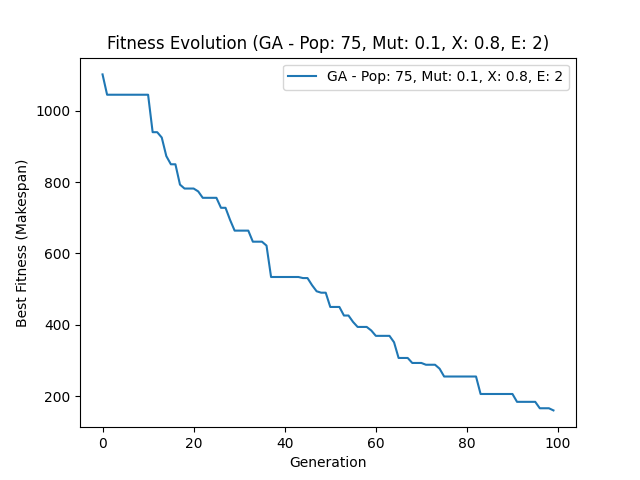 Fitness Evolution (GA - Pop: 75, Mut: 0.1, X: 0.8, E: 2)
GA - Pop: 75, Mut: 0.1, X: 0.8, E: 2
Best Fitness (Makespan)
1000
800
600
400
200
0 20 40 60 80 100
Generation